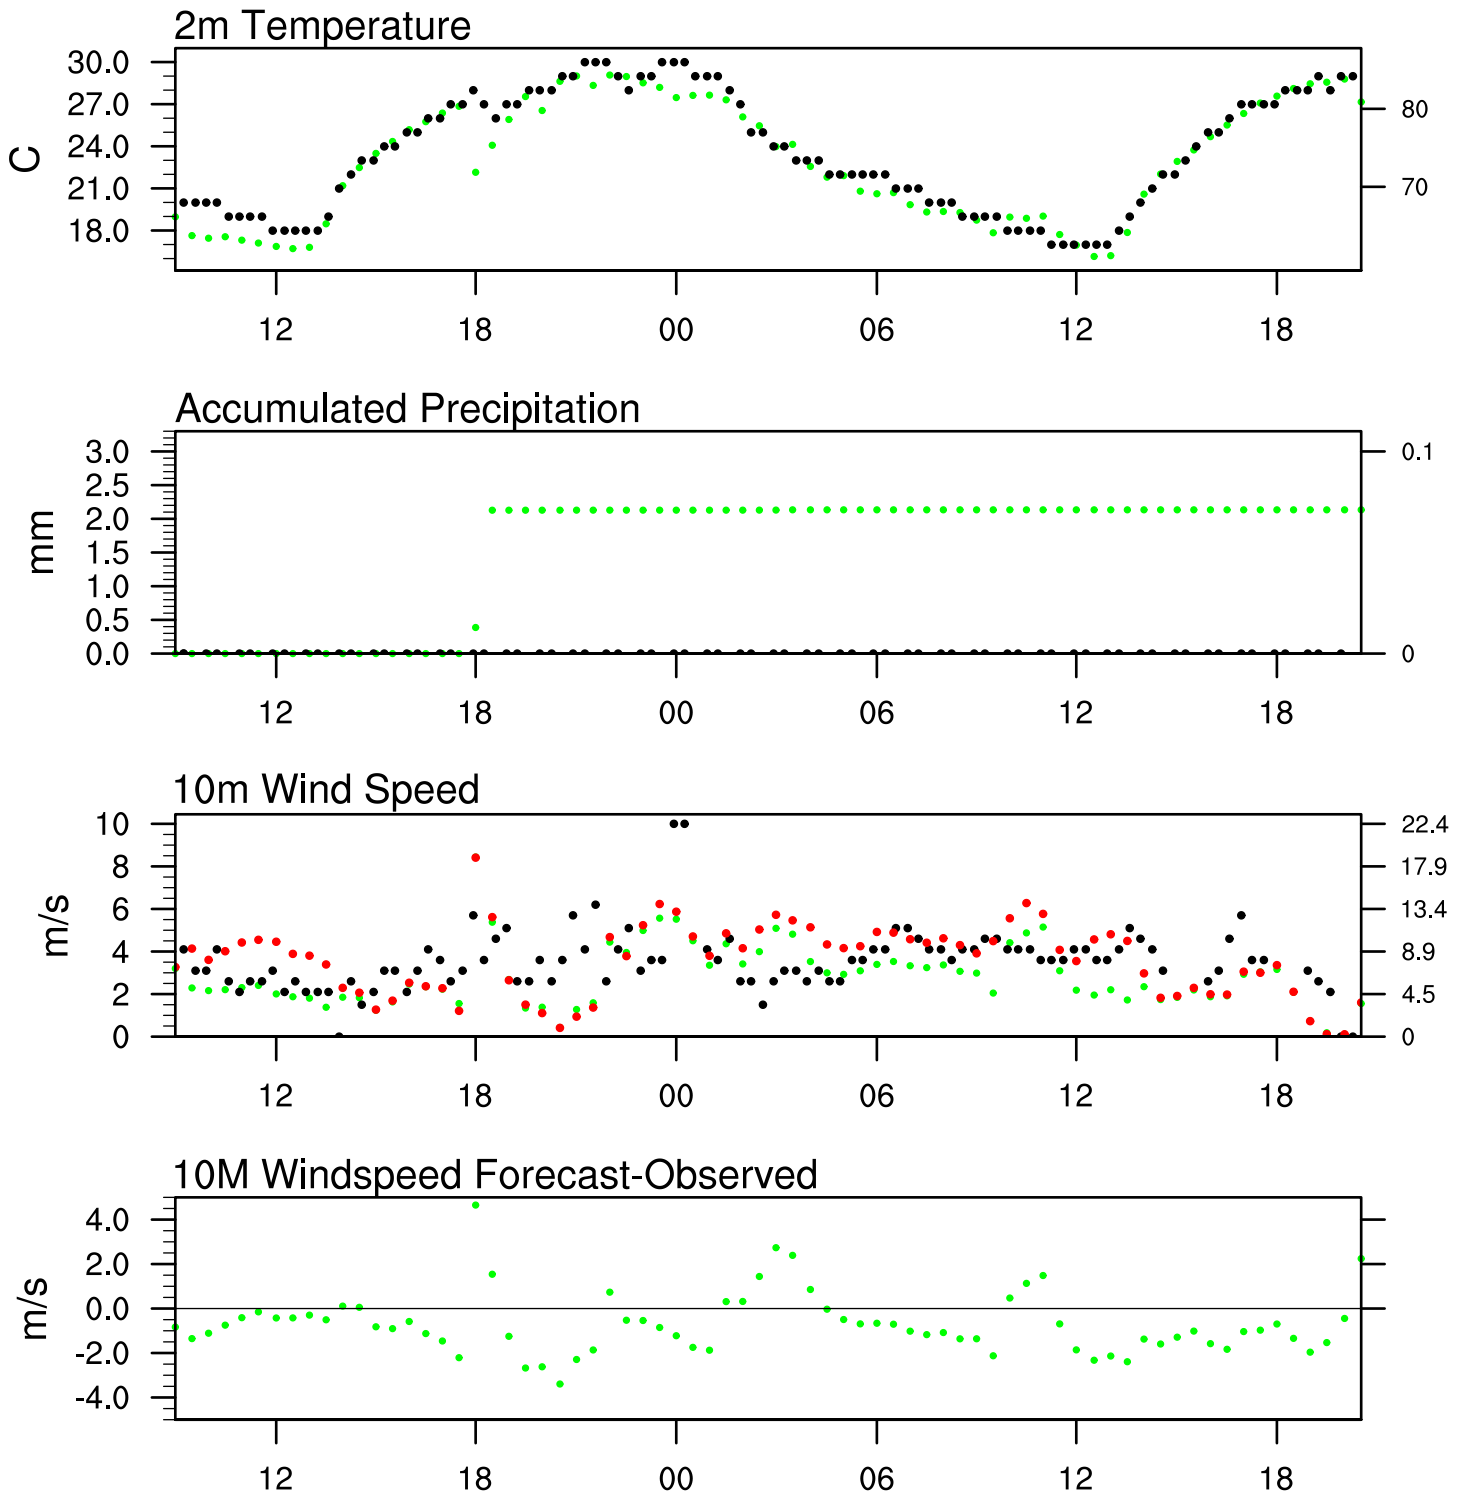 2m Temperature
30.0
27.0
24.0
21.0
18.0
C
80
70
12 18 00 06 12 18
Accumulated Precipitation
3.0
2.5
2.0
1.5
1.0
0.5
0.0
mm
0.1
0
12 18 00 06 12 18
10m Wind Speed
10
8
6
4
2
0
m/s
22.4
17.9
13.4
8.9
4.5
0
12 18 00 06 12 18
10M Windspeed Forecast-Observed
4.0
2.0
0.0
-2.0
-4.0
m/s
12 18 00 06 12 18